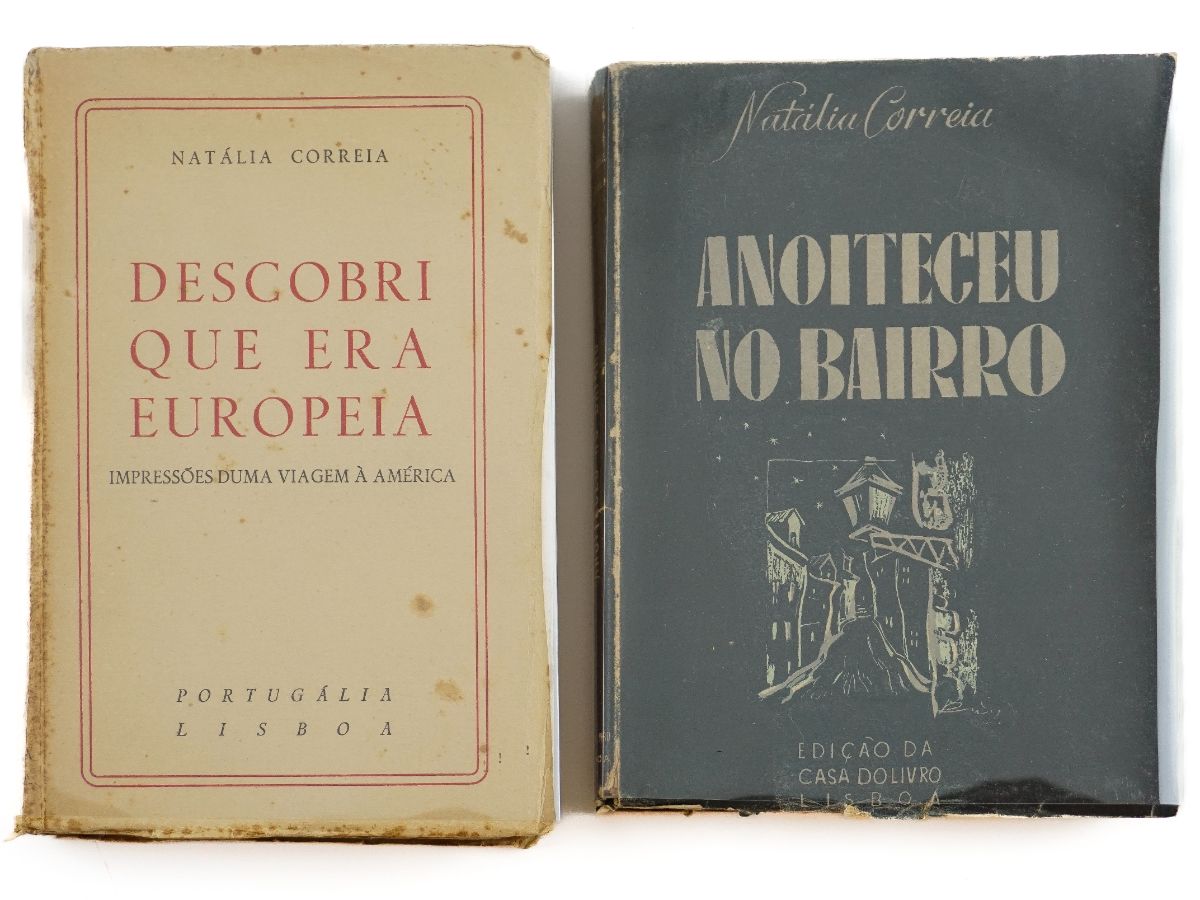 NATÁLIA CORREIA
DESCOBRI
QUE ERA
EUROPEIA
IMPRESSÕES DUMA VIAGEM À AMÉRICA
PORTUGÁLIA
LISBOA
Natália Correia
ANOITECEU
NO BAIRRO
EDIÇÃO DA
CASA DO LIVRO
LISBOA